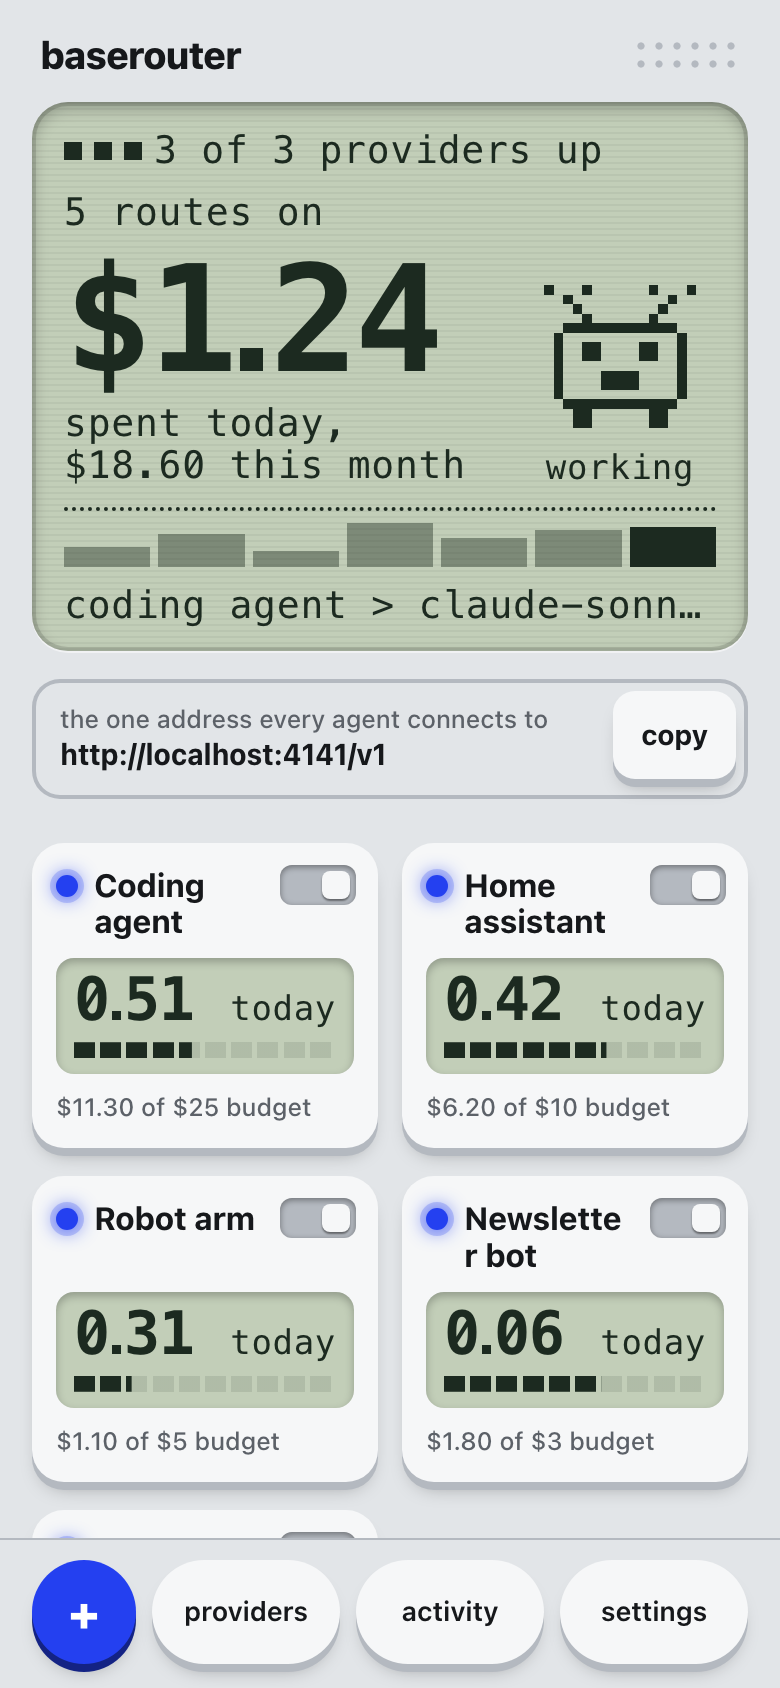 baserouter
3 of 3 providers up
5 routes on
$1.24
spent today,
$18.60 this month
working
coding agent > claude-sonn…
the one address every agent connects to
http://localhost:4141/v1
copy
Coding
agent
0.51 today
$11.30 of $25 budget
Home
assistant
0.42 today
$6.20 of $10 budget
Robot arm
0.31 today
$1.10 of $5 budget
Newslette
r bot
0.06 today
$1.80 of $3 budget
+
providers
activity
settings